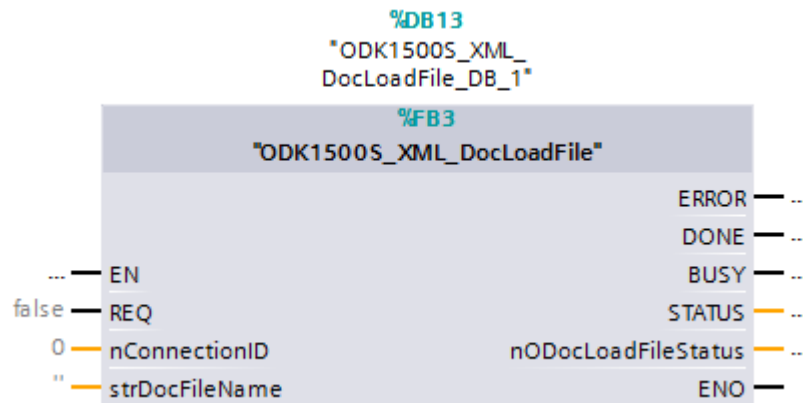 %DB13
"ODK1500S_XML_
DocLoadFile_DB_1"
%FB3
"ODK1500S_XML_DocLoadFile"
ERROR --
DONE --
... EN BUSY --
false REQ STATUS --
0 nConnectionID nODocLoadFileStatus --
'' strDocFileName ENO